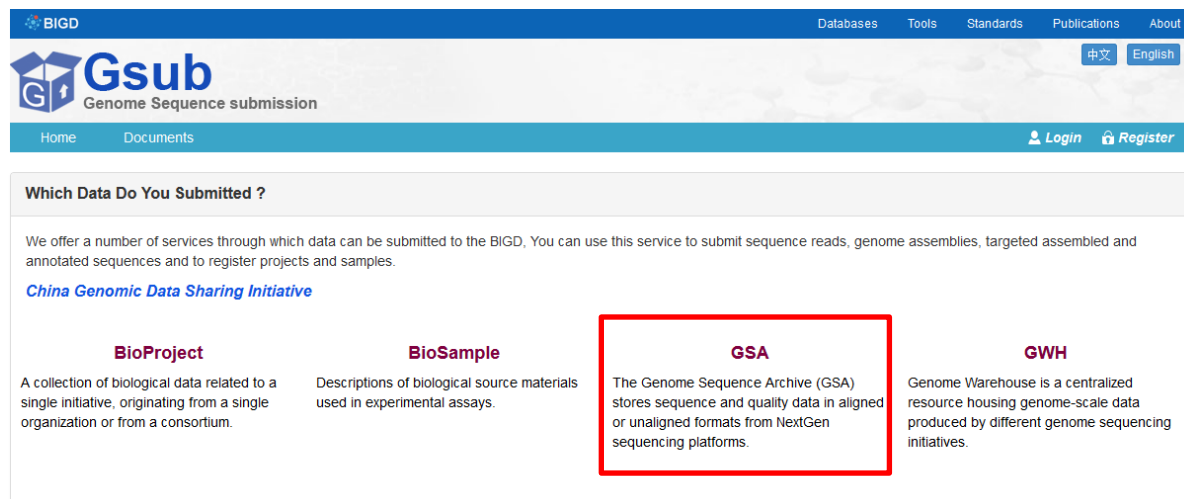 BIGD Databases Tools Standards Publications About
中文 English
G Gsub
Genome Sequence submission
Home Documents Login Register
Which Data Do You Submitted ?
We offer a number of services through which data can be submitted to the BIGD, You can use this service to submit sequence reads, genome assemblies, targeted assembled and
annotated sequences and to register projects and samples.
China Genomic Data Sharing Initiative
BioProject
A collection of biological data related to a
single initiative, originating from a single
organization or from a consortium.
BioSample
Descriptions of biological source materials
used in experimental assays.
GSA
The Genome Sequence Archive (GSA)
stores sequence and quality data in aligned
or unaligned formats from NextGen
sequencing platforms.
GWH
Genome Warehouse is a centralized
resource housing genome-scale data
produced by different genome sequencing
initiatives.